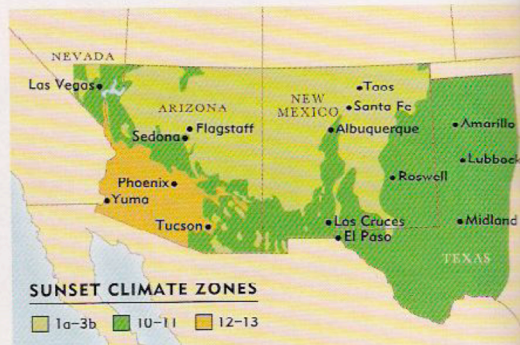 NEVADA
Las Vegas
ARIZONA
Flagstaff
Sedona
Phoenix
Yuma
Tucson
NEW
MEXICO
Taos
Santa Fe
Albuquerque
Roswell
Las Cruces
El Paso
Amarillo
Lubbock
Midland
TEXAS
SUNSET CLIMATE ZONES
1a–3b 10–11 12–13